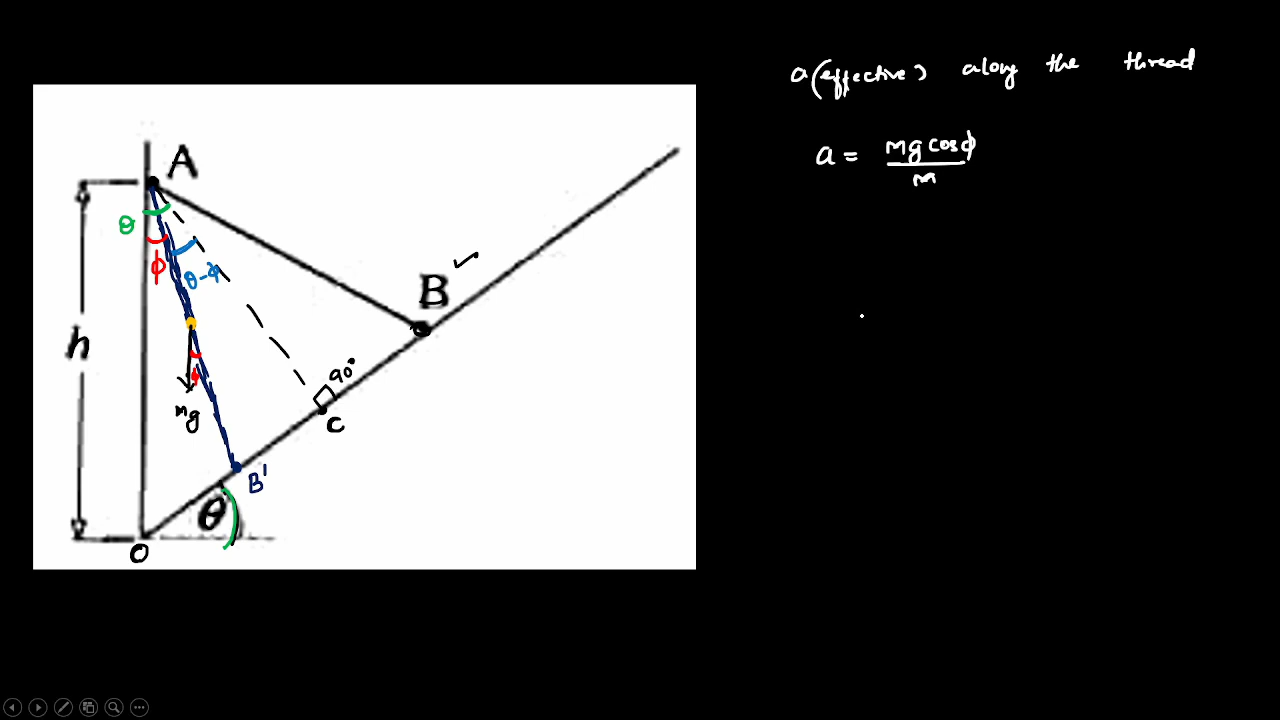 a (effective) along the thread
a = mg cosϕ / m
A
θ
ϕ
θ-ϕ
B
h
ϕ
90°
mg
C
B'
θ
O